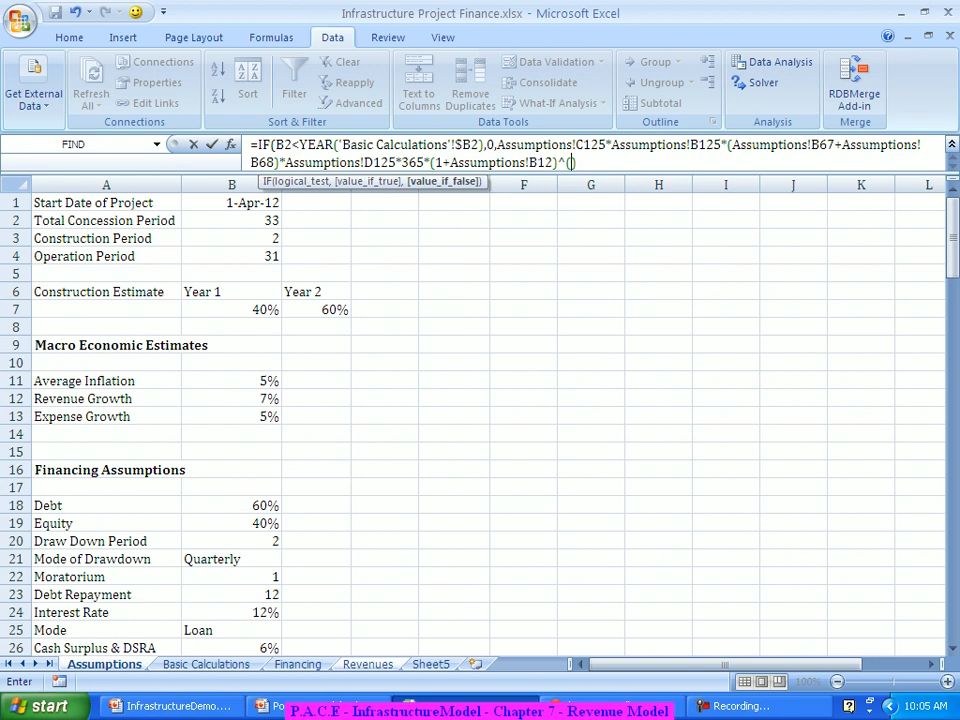 Infrastructure Project Finance.xlsx - Microsoft Excel
Home Insert Page Layout Formulas Data Review View
Get External Data
Refresh All
Connections
Properties
Edit Links
Connections
Sort
Filter
Clear
Reapply
Advanced
Sort & Filter
Text to Columns
Remove Duplicates
Data Validation
Consolidate
What-If Analysis
Data Tools
Group
Ungroup
Subtotal
Outline
Data Analysis
Solver
Analysis
RDBMerge Add-in
Merge
FIND
=IF(B2<YEAR('Basic Calculations'!$B2),0,Assumptions!C125*Assumptions!B125*(Assumptions!B67+Assumptions!
B68)*Assumptions!D125*365*(1+Assumptions!B12)^()
IF(logical_test, [value_if_true], [value_if_false])
A B F G H I J K L
1 Start Date of Project 1-Apr-12
2 Total Concession Period 33
3 Construction Period 2
4 Operation Period 31
5
6 Construction Estimate Year 1 Year 2
7 40% 60%
8
9 Macro Economic Estimates
10
11 Average Inflation 5%
12 Revenue Growth 7%
13 Expense Growth 5%
14
15
16 Financing Assumptions
17
18 Debt 60%
19 Equity 40%
20 Draw Down Period 2
21 Mode of Drawdown Quarterly
22 Moratorium 1
23 Debt Repayment 12
24 Interest Rate 12%
25 Mode Loan
26 Cash Surplus & DSRA 6%
Assumptions Basic Calculations Financing Revenues Sheet5
Enter 100%
start InfrastructureDemo.... Recording... 10:05 AM
P.A.C.E - InfrastructureModel - Chapter 7 - Revenue Model